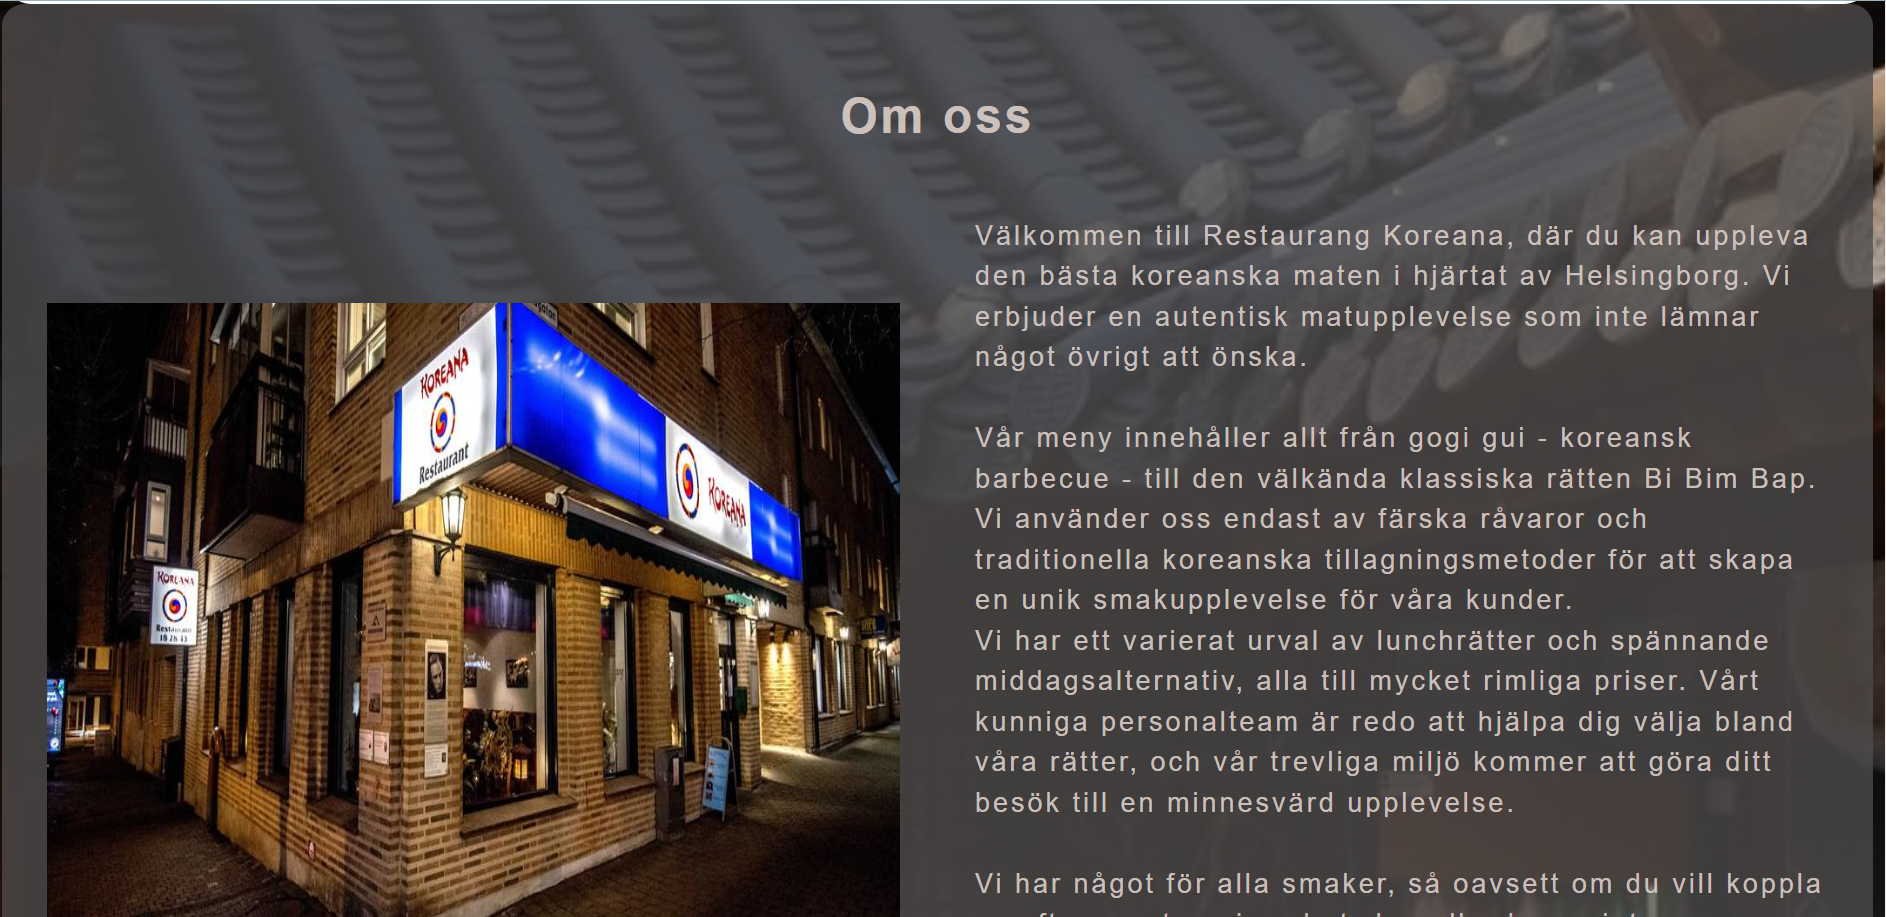 Om oss
Välkommen till Restaurang Koreana, där du kan uppleva
den bästa koreanska maten i hjärtat av Helsingborg. Vi
erbjuder en autentisk matupplevelse som inte lämnar
något övrigt att önska.
Vår meny innehåller allt från gogi gui - koreansk
barbecue - till den välkända klassiska rätten Bi Bim Bap.
Vi använder oss endast av färska råvaror och
traditionella koreanska tillagningsmetoder för att skapa
en unik smakupplevelse för våra kunder.
Vi har ett varierat urval av lunchrätter och spännande
middagsalternativ, alla till mycket rimliga priser. Vårt
kunniga personalteam är redo att hjälpa dig välja bland
våra rätter, och vår trevliga miljö kommer att göra ditt
besök till en minnesvärd upplevelse.
Vi har något för alla smaker, så oavsett om du vill koppla
KOREANA
Restaurant
KOREANA
KOREANA
Restaurant
18 28 43